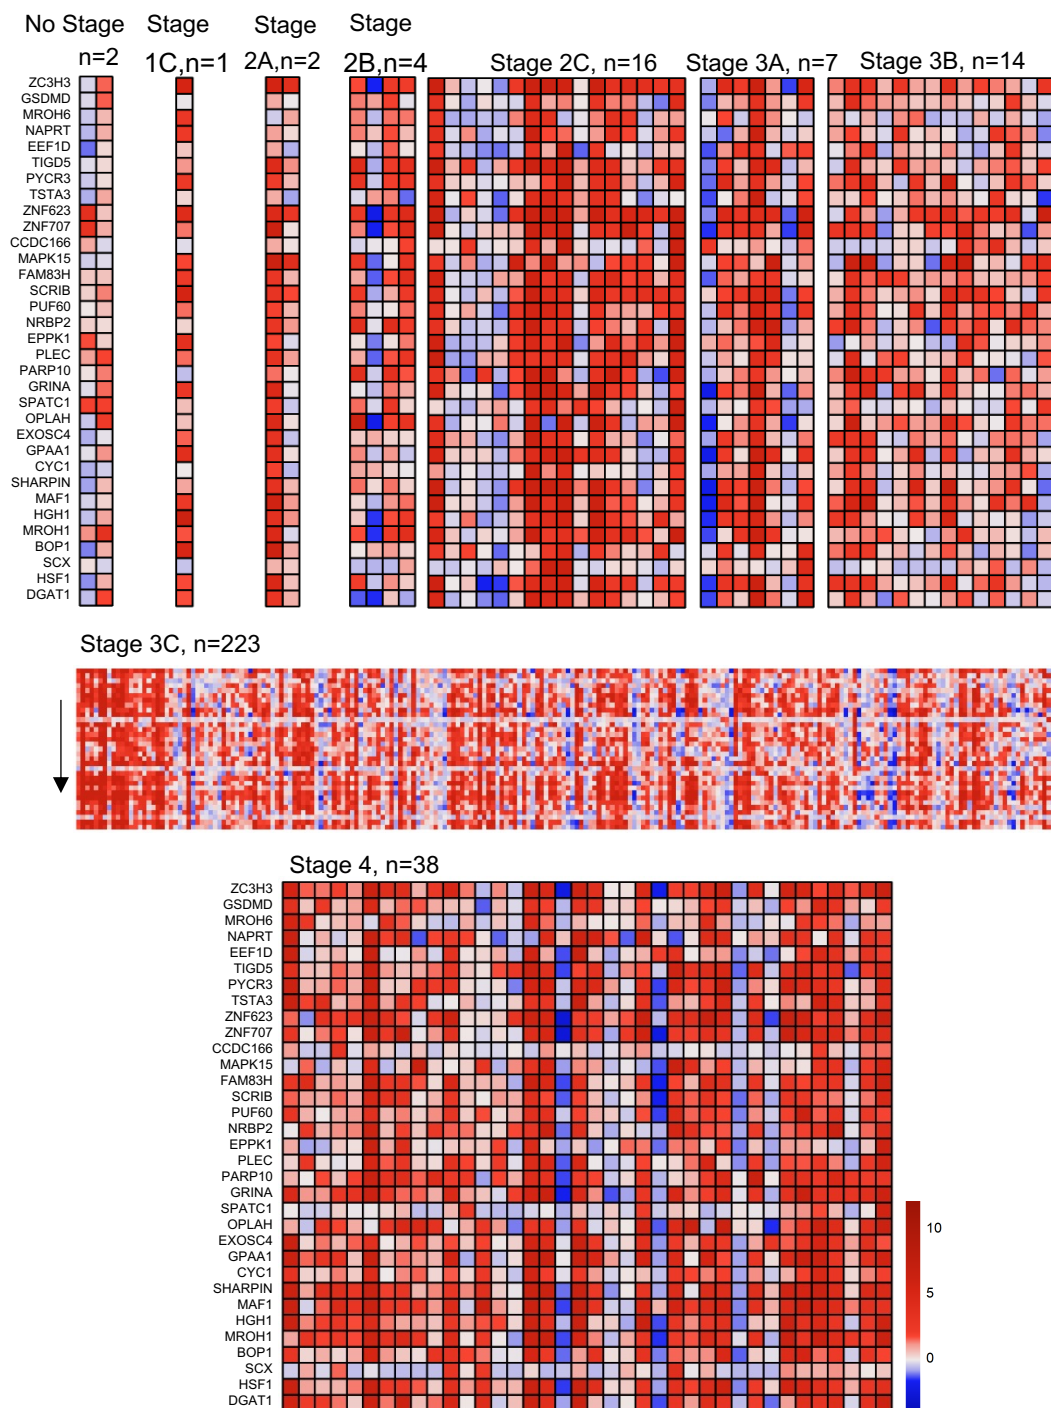 No Stage
n=2
Stage
1C,n=1
Stage
2A,n=2
Stage
2B,n=4
Stage 2C, n=16
Stage 3A, n=7
Stage 3B, n=14
ZC3H3
GSDMD
MROH6
NAPRT
EEF1D
TIGD5
PYCR3
TSTA3
ZNF623
ZNF707
CCDC166
MAPK15
FAM83H
SCRIB
PUF60
NRBP2
EPPK1
PLEC
PARP10
GRINA
SPATC1
OPLAH
EXOSC4
GPAA1
CYC1
SHARPIN
MAF1
HGH1
MROH1
BOP1
SCX
HSF1
DGAT1
Stage 3C, n=223
Stage 4, n=38
ZC3H3
GSDMD
MROH6
NAPRT
EEF1D
TIGD5
PYCR3
TSTA3
ZNF623
ZNF707
CCDC166
MAPK15
FAM83H
SCRIB
PUF60
NRBP2
EPPK1
PLEC
PARP10
GRINA
SPATC1
OPLAH
EXOSC4
GPAA1
CYC1
SHARPIN
MAF1
HGH1
MROH1
BOP1
SCX
HSF1
DGAT1
10
5
0